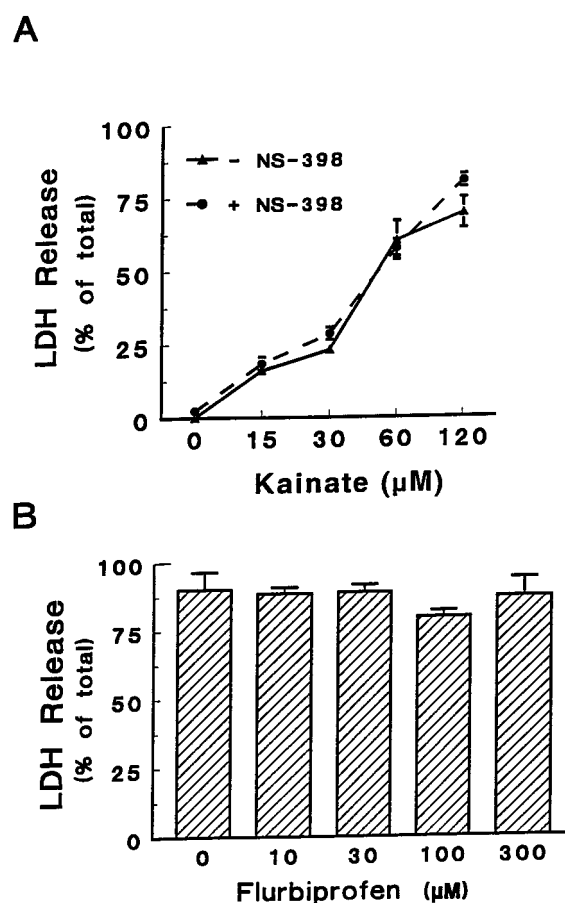 A
LDH Release
(% of total)
100
75
50
25
0
- NS-398
+ NS-398
0 15 30 60 120
Kainate (μM)
B
LDH Release
(% of total)
100
75
50
25
0
0 10 30 100 300
Flurbiprofen (μM)